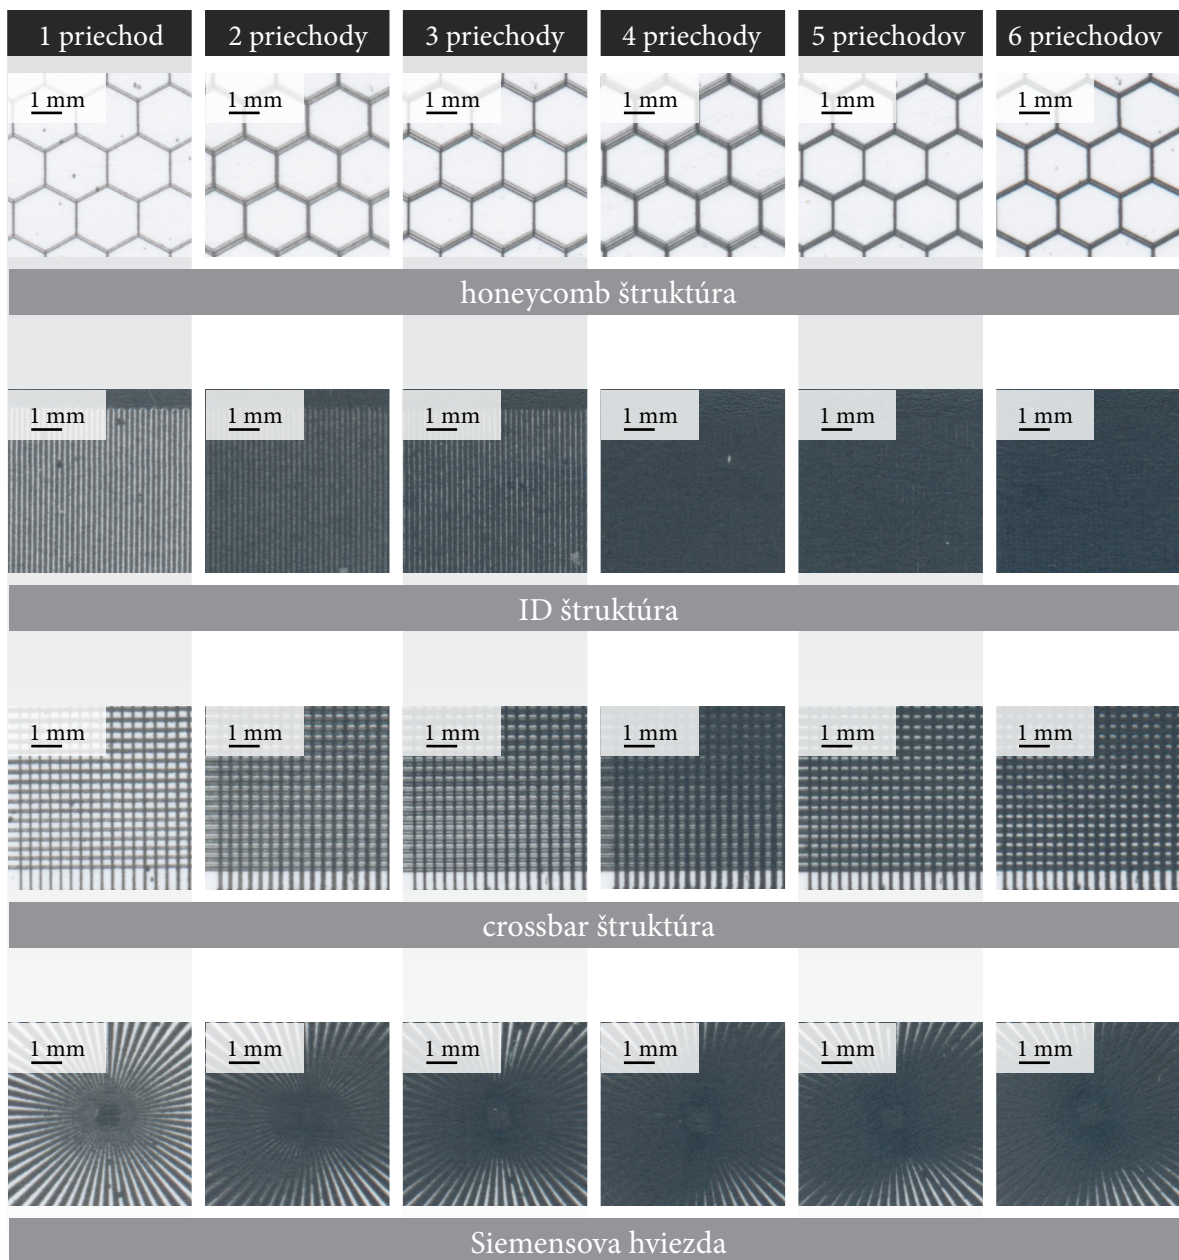 1 priechod 2 priechody 3 priechody 4 priechody 5 priechodov 6 priechodov
1 mm 1 mm 1 mm 1 mm 1 mm 1 mm
honeycomb štruktúra
1 mm 1 mm 1 mm 1 mm 1 mm 1 mm
ID štruktúra
1 mm 1 mm 1 mm 1 mm 1 mm 1 mm
crossbar štruktúra
1 mm 1 mm 1 mm 1 mm 1 mm 1 mm
Siemensova hviezda